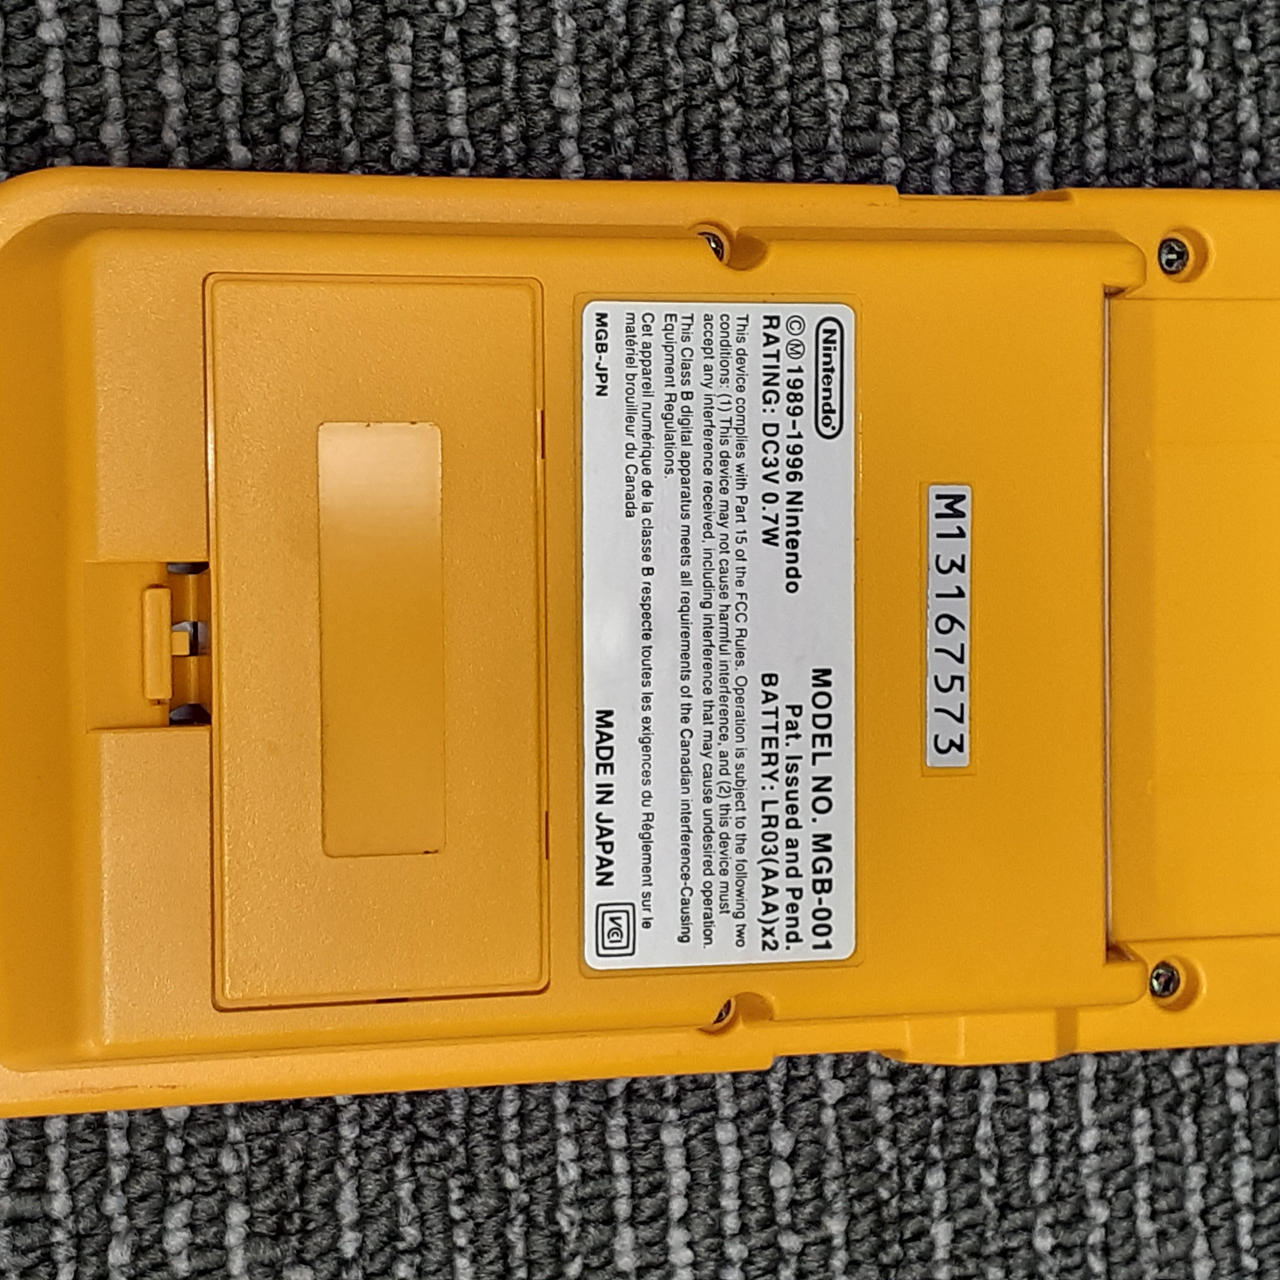 M13167573
Nintendo®
MODEL NO. MGB-001
©Ⓜ 1989-1996 Nintendo Pat. Issued and Pend.
RATING: DC3V 0.7W BATTERY: LR03(AAA)x2
This device complies with Part 15 of the FCC Rules. Operation is subject to the following two
conditions: (1) This device may not cause harmful interference, and (2) this device must
accept any interference received, including interference that may cause undesired operation.
This Class B digital apparatus meets all requirements of the Canadian interference-Causing
Equipment Regulations.
Cet appareil numérique de la classe B respecte toutes les exigences du Réglement sur le
matériel brouilleur du Canada
MGB-JPN MADE IN JAPAN VCI